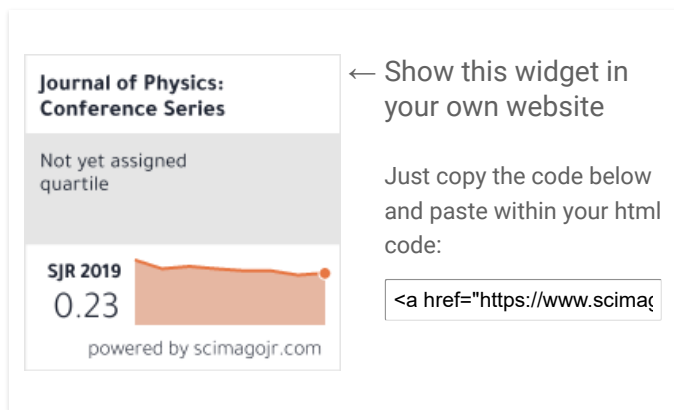 Journal of Physics:
Conference Series
Not yet assigned
quartile
SJR 2019
0.23
powered by scimagojr.com
← Show this widget in
your own website
Just copy the code below
and paste within your html
code:
<a href="https://www.scimag